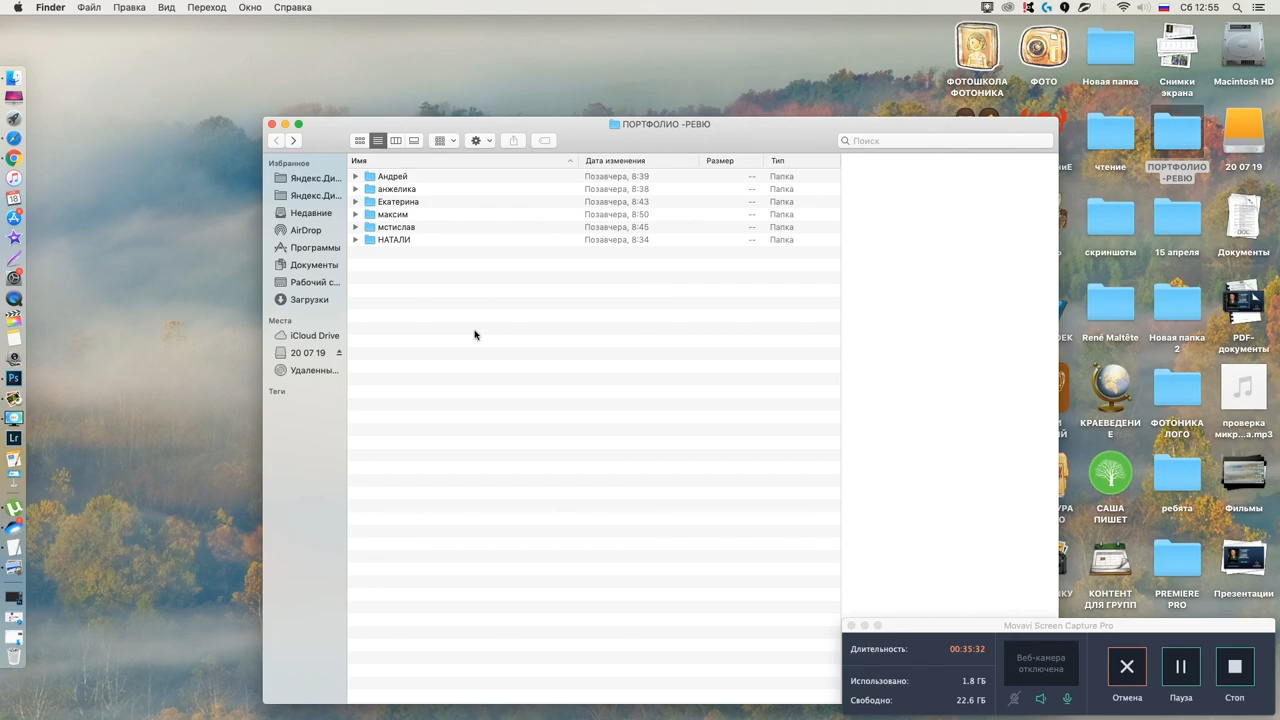 Finder Файл Правка Вид Переход Окно Справка
Сб 12:55
ФОТОШКОЛА ФОТОНИКА
ФОТО
Новая папка
Снимки экрана
Macintosh HD
ПОРТФОЛИО -РЕВЮ
Поиск
Избранное
Яндекс.Ди...
Яндекс.Ди...
Недавние
AirDrop
Программы
Документы
Рабочий с...
Загрузки
Места
iCloud Drive
20 07 19
Удаленны...
Теги
Имя Дата изменения Размер Тип
Андрей Позавчера, 8:39 -- Папка
анжелика Позавчера, 8:38 -- Папка
Екатерина Позавчера, 8:43 -- Папка
максим Позавчера, 8:50 -- Папка
мстислав Позавчера, 8:45 -- Папка
НАТАЛИ Позавчера, 8:34 -- Папка
чтение
ПОРТФОЛИО -РЕВЮ
20 07 19
скриншоты
15 апреля
Документы
René Maltête
Новая папка 2
PDF-документы
КРАЕВЕДЕНИЕ
ФОТОНИКА ЛОГО
проверка микр...а.mp3
САША ПИШЕТ
ребята
Фильмы
КОНТЕНТ ДЛЯ ГРУПП
PREMIERE PRO
Презентации
18
Lr
Movavi Screen Capture Pro
Длительность: 00:35:32
Использовано: 1.8 ГБ
Свободно: 22.6 ГБ
Веб-камера отключена
Отмена
Пауза
Стоп